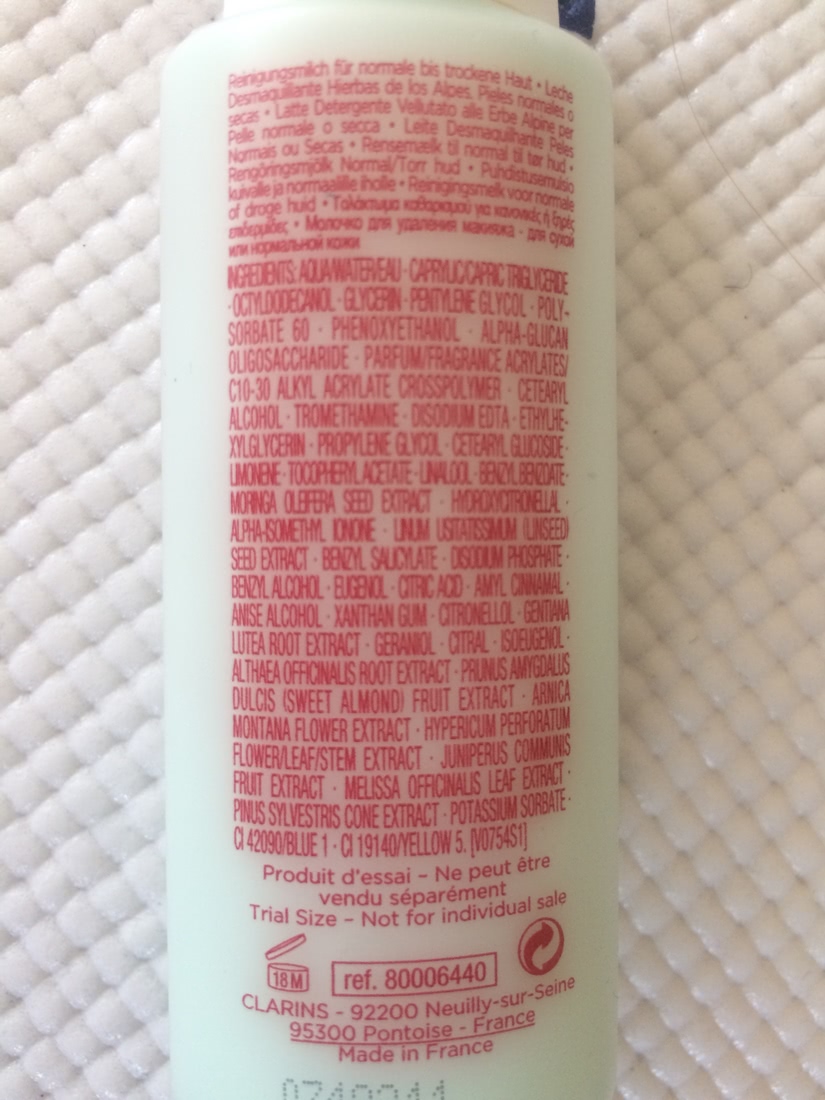 Reinigungsmilch für normale bis trockene Haut • Leche
Desmaquillante Hierbas de los Alpes. Pieles normales o
secas • Latte Detergente Vellutato alle Erbe Alpine per
Pelle normale o secca • Leite Desmaquilhante Peles
Normais ou Secas • Rensemælk til normal til tør hud •
Rengöringsmjölk Normal/Torr hud • Puhdistusemulsio
kuivalle ja normaalille iholle • Reinigingsmelk voor normale
of droge huid • Γαλάκτωμα καθαρισμού για κανονικές ή ξηρές
επιδερμίδες • Молочко для удаления макияжа - для сухой
или нормальной кожи
INGREDIENTS: AQUA/WATER/EAU · CAPRYLIC/CAPRIC TRIGLYCERIDE
· OCTYLDODECANOL · GLYCERIN · PENTYLENE GLYCOL · POLY-
SORBATE 60 · PHENOXYETHANOL · ALPHA-GLUCAN
OLIGOSACCHARIDE · PARFUM/FRAGRANCE ACRYLATES/
C10-30 ALKYL ACRYLATE CROSSPOLYMER · CETEARYL
ALCOHOL · TROMETHAMINE · DISODIUM EDTA · ETHYLHE-
XYLGLYCERIN · PROPYLENE GLYCOL · CETEARYL GLUCOSIDE ·
LIMONENE · TOCOPHERYL ACETATE · LINALOOL · BENZYL BENZOATE ·
MORINGA OLEIFERA SEED EXTRACT · HYDROXYCITRONELLAL ·
ALPHA-ISOMETHYL IONONE · LINUM USITATISSIMUM (LINSEED)
SEED EXTRACT · BENZYL SALICYLATE · DISODIUM PHOSPHATE ·
BENZYL ALCOHOL · EUGENOL · CITRIC ACID · AMYL CINNAMAL ·
ANISE ALCOHOL · XANTHAN GUM · CITRONELLOL · GENTIANA
LUTEA ROOT EXTRACT · GERANIOL · CITRAL · ISOEUGENOL ·
ALTHAEA OFFICINALIS ROOT EXTRACT · PRUNUS AMYGDALUS
DULCIS (SWEET ALMOND) FRUIT EXTRACT · ARNICA
MONTANA FLOWER EXTRACT · HYPERICUM PERFORATUM
FLOWER/LEAF/STEM EXTRACT · JUNIPERUS COMMUNIS
FRUIT EXTRACT · MELISSA OFFICINALIS LEAF EXTRACT ·
PINUS SYLVESTRIS CONE EXTRACT · POTASSIUM SORBATE ·
CI 42090/BLUE 1 · CI 19140/YELLOW 5. [V0754S1]
Produit d'essai – Ne peut être
vendu séparément
Trial Size – Not for individual sale
18 M
ref. 80006440
CLARINS - 92200 Neuilly-sur-Seine
95300 Pontoise - France
Made in France